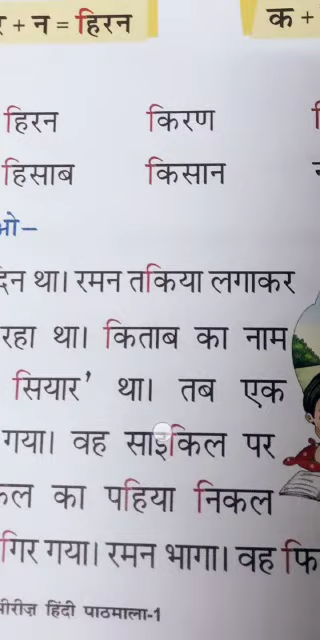 + न = हिरन क +
हिरन किरण
हिसाब किसान
था। रमन तकिया लगाकर
रहा था। किताब का नाम
सियार’ था। तब एक
गया। वह साइकिल पर
का पहिया निकल
गिर गया। रमन भागा। वह फि
हिंदी पाठमाला-1